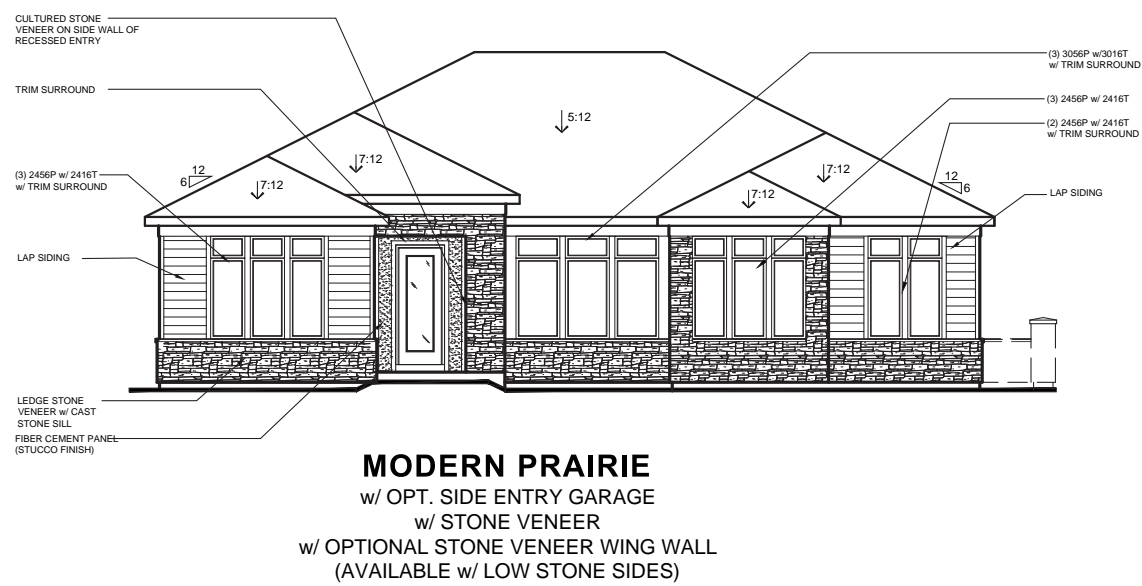 CULTURED STONE
VENEER ON SIDE WALL OF
RECESSED ENTRY
TRIM SURROUND
(3) 2456P w/ 2416T
w/ TRIM SURROUND
LAP SIDING
LEDGE STONE
VENEER w/ CAST
STONE SILL
FIBER CEMENT PANEL
(STUCCO FINISH)
12
6
7:12
7:12
5:12
7:12
7:12
12
6
(3) 3056P w/3016T
w/ TRIM SURROUND
(3) 2456P w/ 2416T
(2) 2456P w/ 2416T
w/ TRIM SURROUND
LAP SIDING
MODERN PRAIRIE
w/ OPT. SIDE ENTRY GARAGE
w/ STONE VENEER
w/ OPTIONAL STONE VENEER WING WALL
(AVAILABLE w/ LOW STONE SIDES)